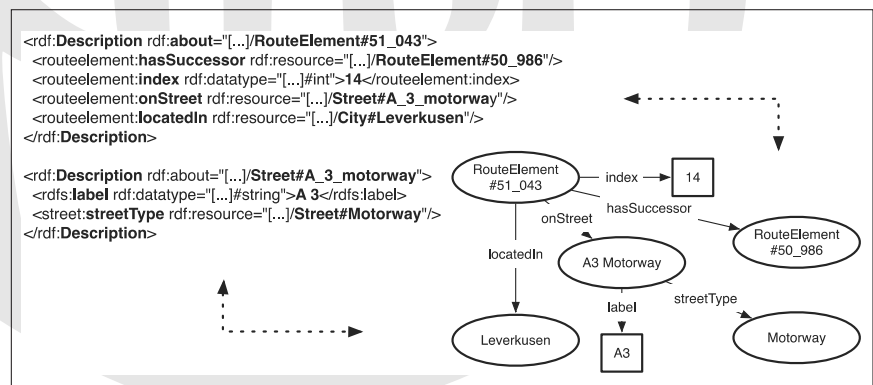 <rdf:Description rdf:about="[...]/RouteElement#51_043">
<routeelement:hasSuccessor rdf:resource="[...]/RouteElement#50_986"/>
<routeelement:index rdf:datatype="[...]#int">14</routeelement:index>
<routeelement:onStreet rdf:resource="[...]/Street#A_3_motorway"/>
<routeelement:locatedIn rdf:resource="[...]/City#Leverkusen"/>
</rdf:Description>
<rdf:Description rdf:about="[...]/Street#A_3_motorway">
<rdfs:label rdf:datatype="[...]#string">A 3</rdfs:label>
<street:streetType rdf:resource="[...]/Street#Motorway"/>
</rdf:Description>
RouteElement
#51_043
index
14
hasSuccessor
onStreet
RouteElement
#50_986
locatedIn
A3 Motorway
streetType
label
Leverkusen
A3
Motorway